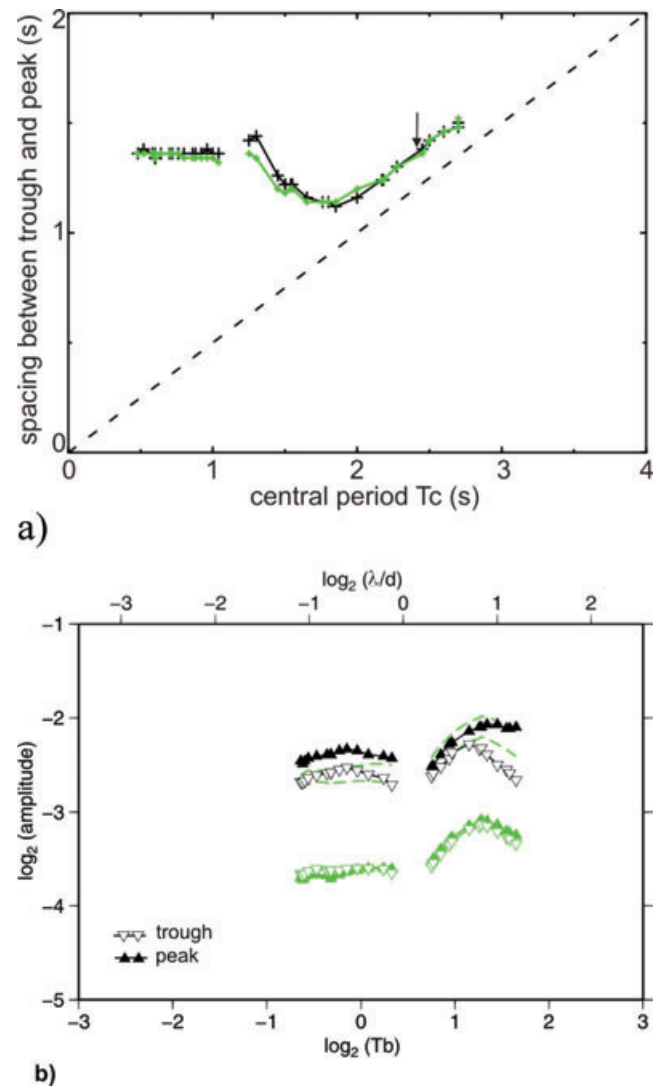 2
1
0
spacing between trough and peak (s)
0 1 2 3 4
central period Tc (s)
a)
log2 (λ/d)
−3 −2 −1 0 1 2
−1
−2
−3
−4
−5
log2 (amplitude)
trough
peak
−3 −2 −1 0 1 2 3
log2 (Tb)
b)